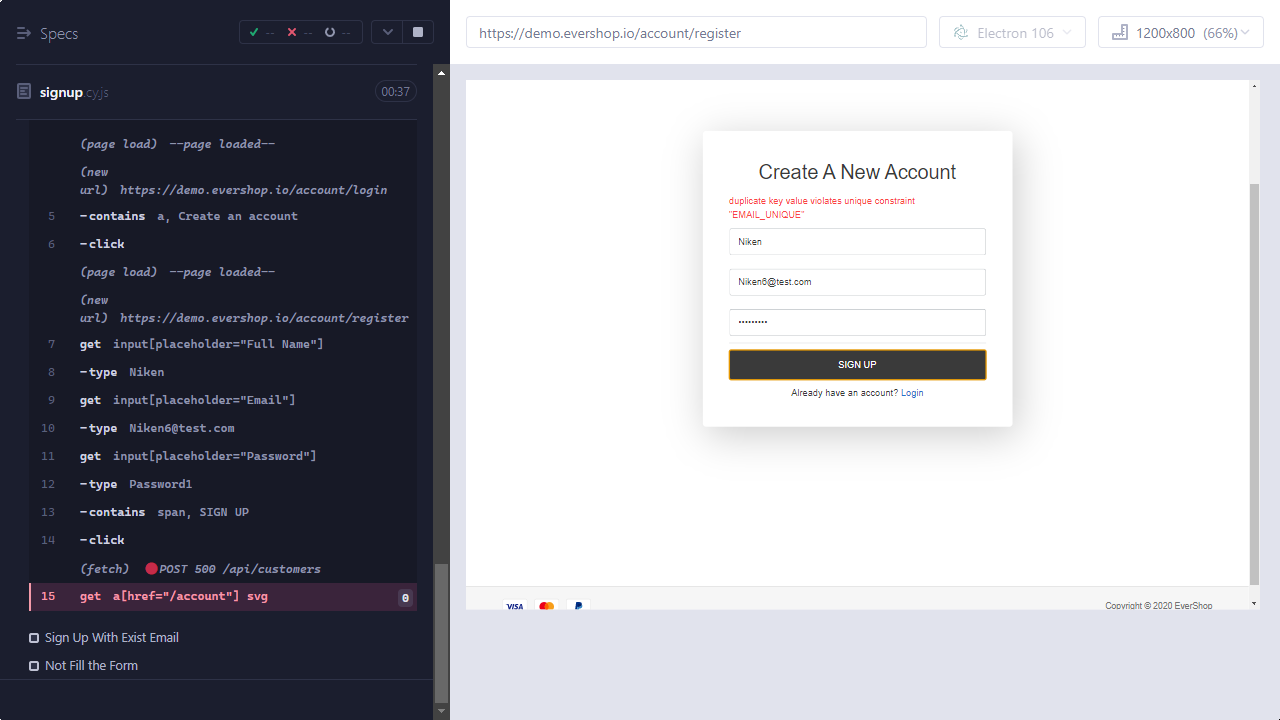 Specs
--
--
--
signup.cy.js
00:37
(page load) --page loaded--
(new
url) https://demo.evershop.io/account/login
5 -contains a, Create an account
6 -click
(page load) --page loaded--
(new
url) https://demo.evershop.io/account/register
7 get input[placeholder="Full Name"]
8 -type Niken
9 get input[placeholder="Email"]
10 -type Niken6@test.com
11 get input[placeholder="Password"]
12 -type Password1
13 -contains span, SIGN UP
14 -click
(fetch) POST 500 /api/customers
15 get a[href="/account"] svg 0
Sign Up With Exist Email
Not Fill the Form
https://demo.evershop.io/account/register
Electron 106
1200x800 (66%)
Create A New Account
duplicate key value violates unique constraint
"EMAIL_UNIQUE"
Niken
Niken6@test.com
•••••••••
SIGN UP
Already have an account? Login
VISA
Copyright © 2020 EverShop